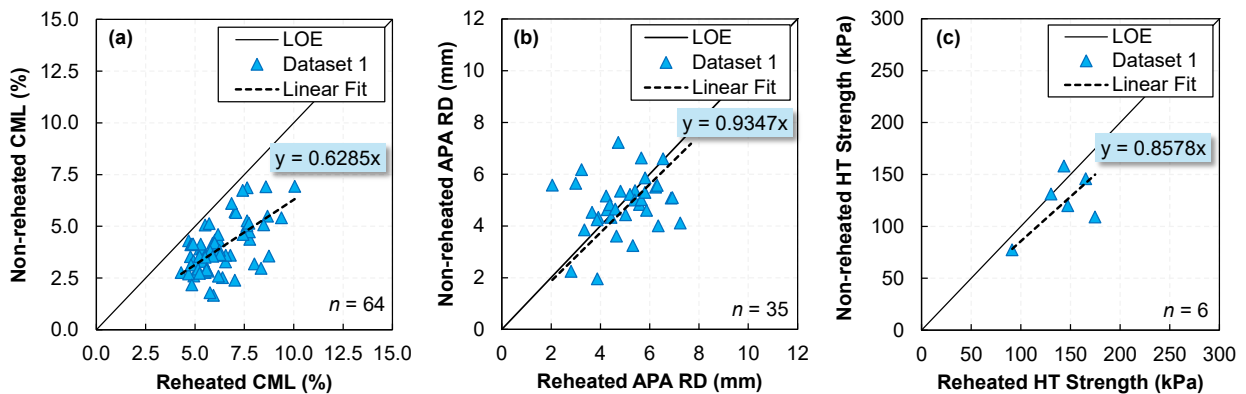 (a)
LOE
Dataset 1
Linear Fit
y = 0.6285x
n = 64
Non-reheated CML (%)
15.0
12.5
10.0
7.5
5.0
2.5
0.0
0.0 2.5 5.0 7.5 10.0 12.5 15.0
Reheated CML (%)
(b)
LOE
Dataset 1
Linear Fit
y = 0.9347x
n = 35
Non-reheated APA RD (mm)
12
10
8
6
4
2
0
0 2 4 6 8 10 12
Reheated APA RD (mm)
(c)
LOE
Dataset 1
Linear Fit
y = 0.8578x
n = 6
Non-reheated HT Strength (kPa)
300
250
200
150
100
50
0
0 50 100 150 200 250 300
Reheated HT Strength (kPa)